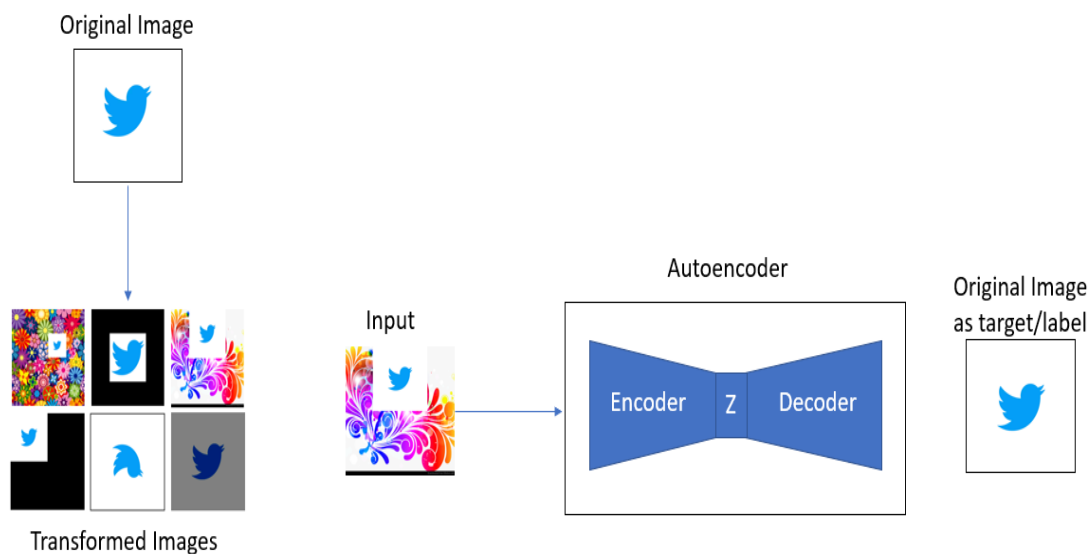 Original Image
Transformed Images
Input
Autoencoder
Encoder
Z
Decoder
Original Image
as target/label